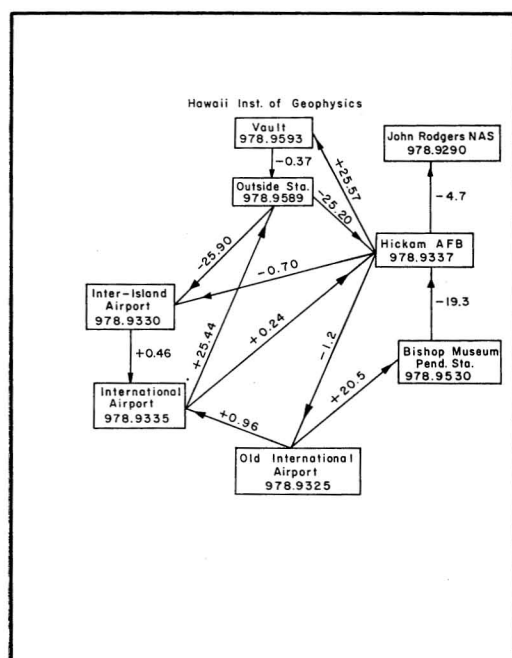 Hawaii Inst. of Geophysics
Vault
978.9593
-0.37
Outside Sta.
978.9589
+25.57
-25.20
John Rodgers NAS
978.9290
-4.7
Hickam AFB
978.9337
-25.90
-0.70
Inter-Island
Airport
978.9330
+0.46
+25.44
+0.24
-1.2
-19.3
International
Airport
978.9335
+0.96
+20.5
Bishop Museum
Pend. Sta.
978.9530
Old International
Airport
978.9325